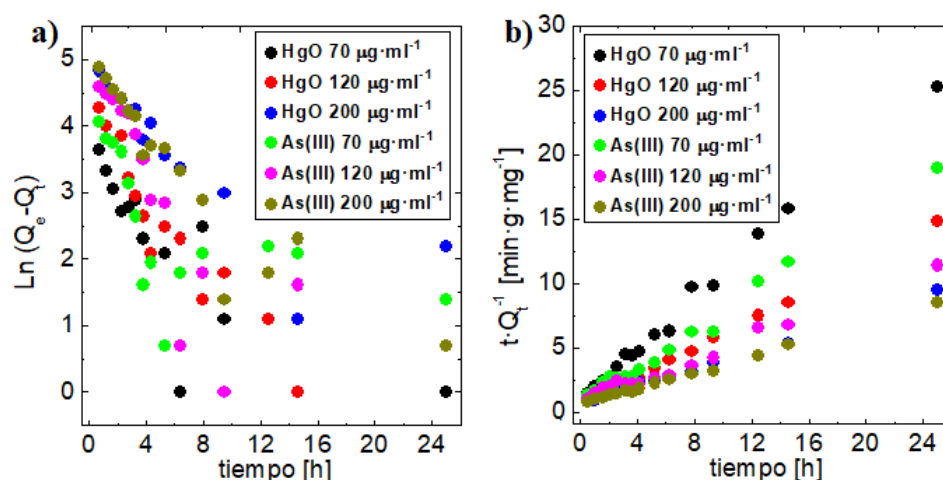 a)
Ln (Qe-Qt)
5
4
3
2
1
0
HgO 70 µg·ml-1
HgO 120 µg·ml-1
HgO 200 µg·ml-1
As(III) 70 µg·ml-1
As(III) 120 µg·ml-1
As(III) 200 µg·ml-1
0 4 8 12 16 20 24
tiempo [h]
b)
t·Qt-1 [min·g·mg-1]
30
25
20
15
10
5
0
HgO 70 µg·ml-1
HgO 120 µg·ml-1
HgO 200 µg·ml-1
As(III) 70 µg·ml-1
As(III) 120 µg·ml-1
As(III) 200 µg·ml-1
0 4 8 12 16 20 24
tiempo [h]